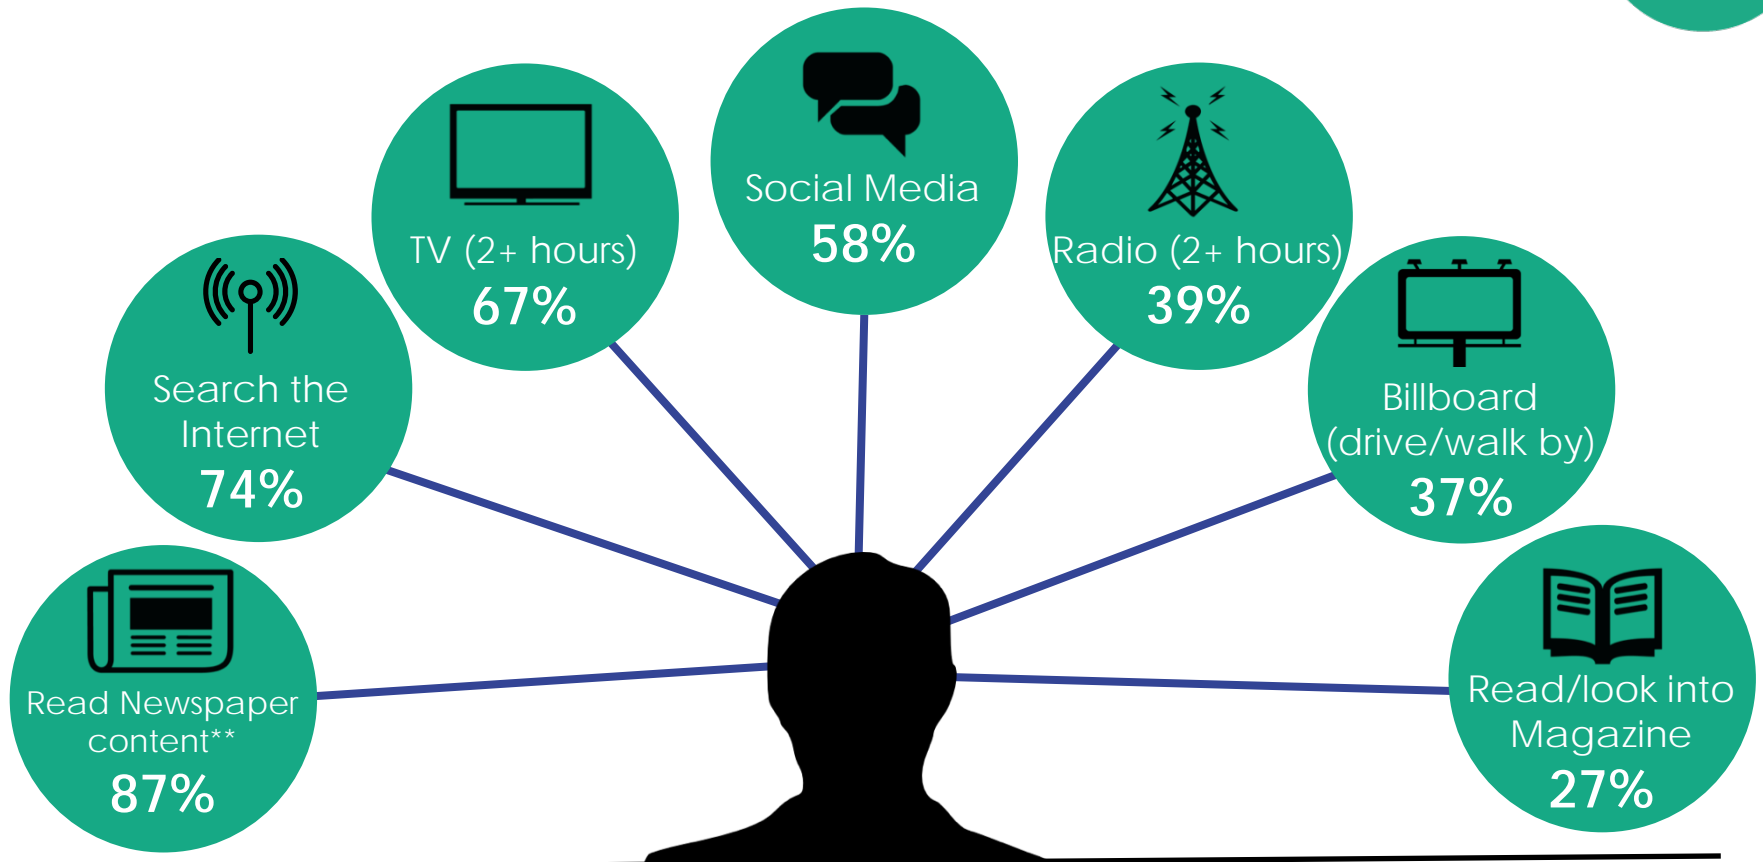 Social Media
58%
TV (2+ hours)
67%
Radio (2+ hours)
39%
Search the
Internet
74%
Billboard
(drive/walk by)
37%
Read Newspaper
content**
87%
Read/look into
Magazine
27%